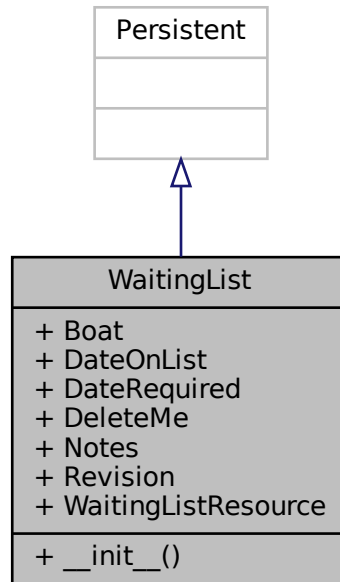 Persistent
WaitingList
+ Boat
+ DateOnList
+ DateRequired
+ DeleteMe
+ Notes
+ Revision
+ WaitingListResource
+ __init__()